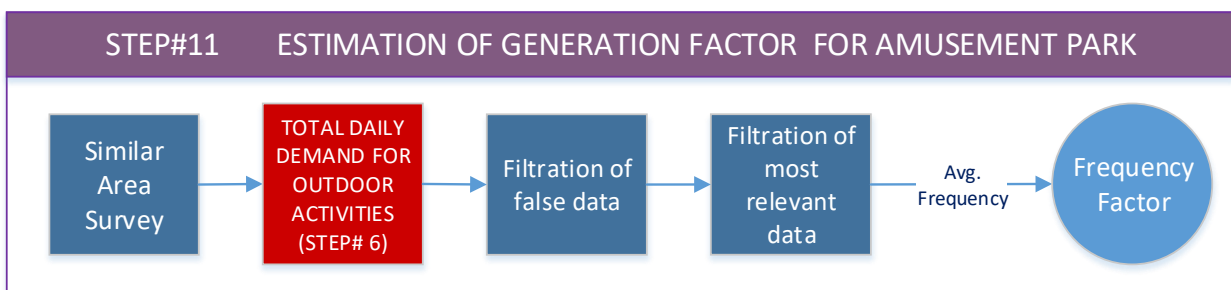 STEP#11 ESTIMATION OF GENERATION FACTOR FOR AMUSEMENT PARK
Similar
Area
Survey
TOTAL DAILY
DEMAND FOR
OUTDOOR
ACTIVITIES
(STEP# 6)
Filtration of
false data
Filtration of
most
relevant
data
Avg.
Frequency
Frequency
Factor